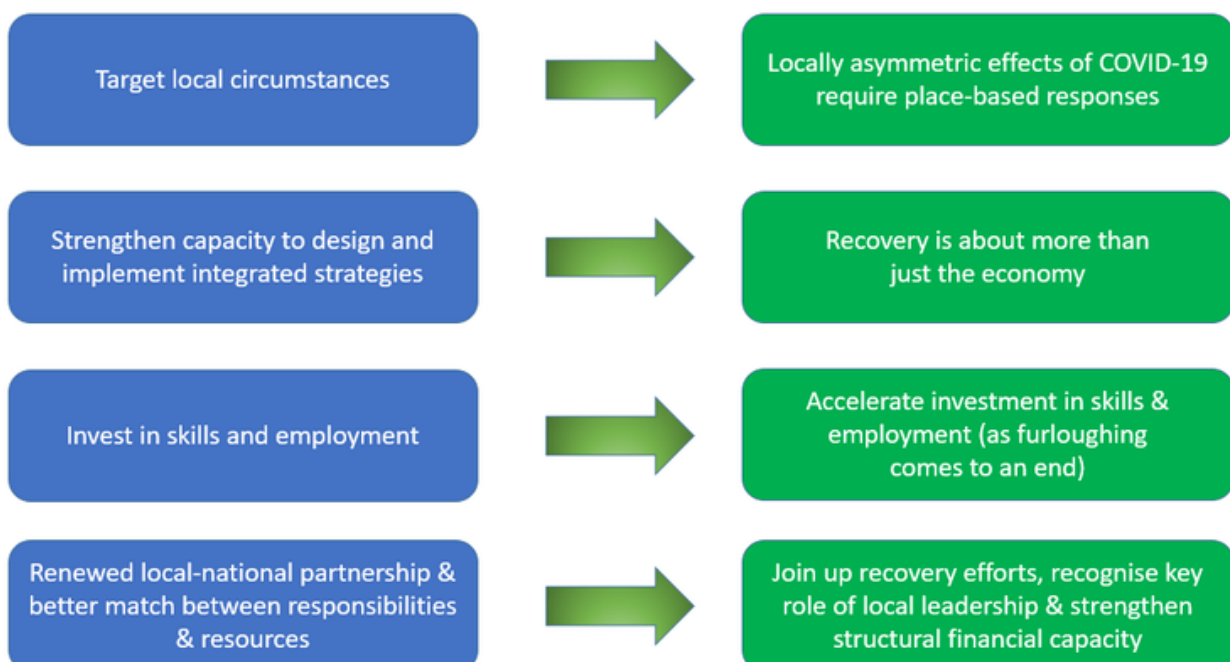 Target local circumstances
Locally asymmetric effects of COVID-19
require place-based responses
Strengthen capacity to design and
implement integrated strategies
Recovery is about more than
just the economy
Invest in skills and employment
Accelerate investment in skills &
employment (as furloughing
comes to an end)
Renewed local-national partnership &
better match between responsibilities
& resources
Join up recovery efforts, recognise key
role of local leadership & strengthen
structural financial capacity